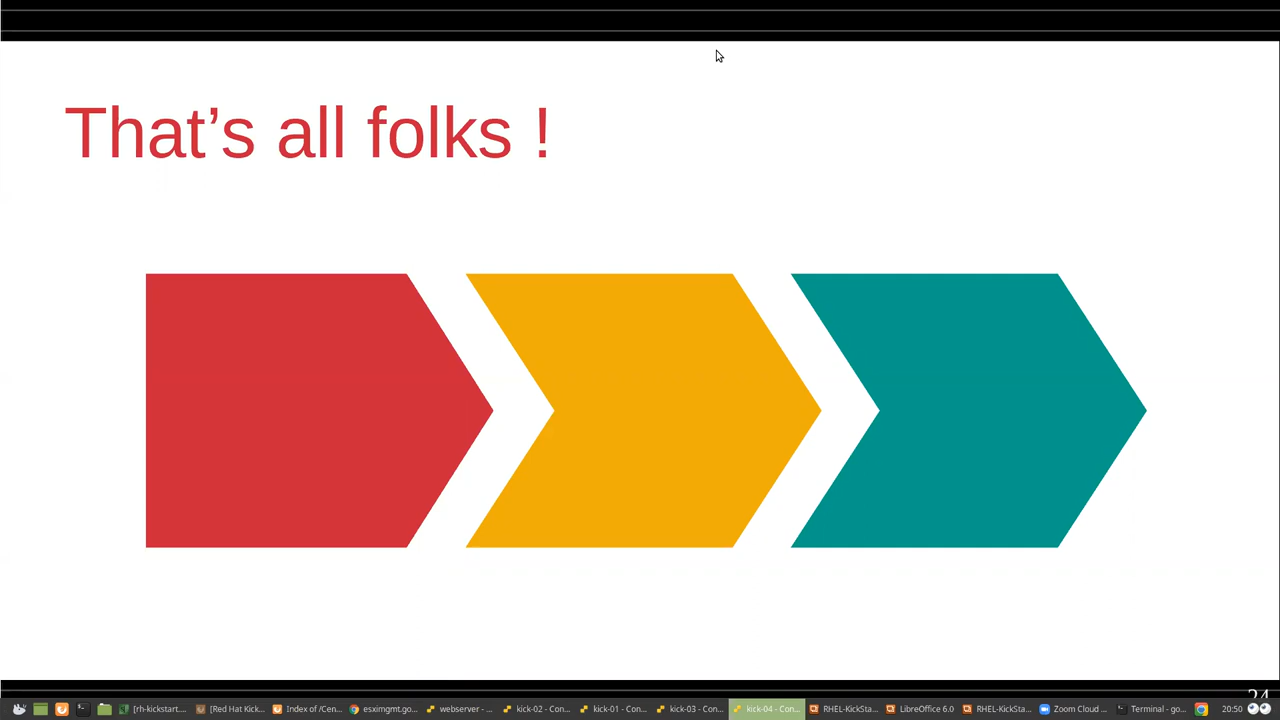 That’s all folks !
24
[rh-kickstart....
[Red Hat Kick...
Index of /Cen...
esximgmt.go...
webserver - ...
kick-02 - Con...
kick-01 - Con...
kick-03 - Con...
kick-04 - Con...
RHEL-KickSta...
LibreOffice 6.0
RHEL-KickSta...
Zoom Cloud ...
Terminal - go...
20:50